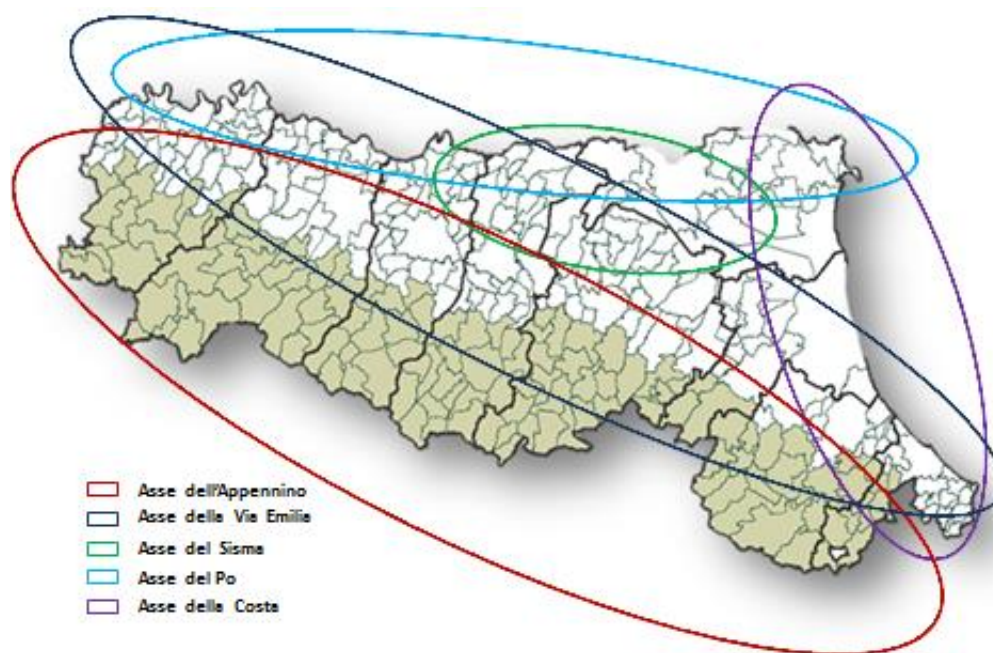 Asse dell'Appennino
Asse della Via Emilia
Asse del Sisma
Asse del Po
Asse della Costa